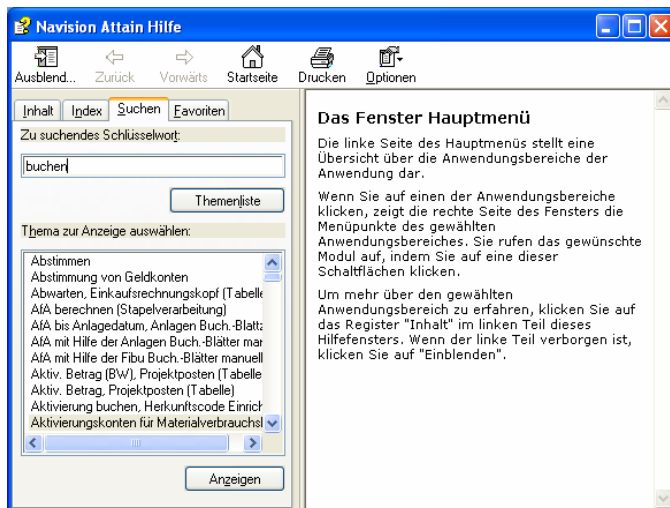 Navision Attain Hilfe
Ausblend... Zurück Vorwärts Startseite Drucken Optionen
Inhalt Index Suchen Favoriten
Zu suchendes Schlüsselwort:
buchen
Themenliste
Thema zur Anzeige auswählen:
Abstimmen
Abstimmung von Geldkonten
Abwarten, Einkaufsrechnungskopf (Tabelle
AfA berechnen (Stapelverarbeitung)
AfA bis Anlagedatum, Anlagen Buch.-Blattz
AfA mit Hilfe der Anlagen Buch.-Blätter mar
AfA mit Hilfe der Fibu Buch.-Blätter manuell
Aktiv. Betrag (BW), Projektposten (Tabelle
Aktiv. Betrag, Projektposten (Tabelle)
Aktivierung buchen, Herkunftscode Einrich
Aktivierungskonten für Materialverbrauchsl
Anzeigen
Das Fenster Hauptmenü
Die linke Seite des Hauptmenüs stellt eine
Übersicht über die Anwendungsbereiche der
Anwendung dar.
Wenn Sie auf einen der Anwendungsbereiche
klicken, zeigt die rechte Seite des Fensters die
Menüpunkte des gewählten
Anwendungsbereiches. Sie rufen das gewünschte
Modul auf, indem Sie auf eine dieser
Schaltflächen klicken.
Um mehr über den gewählten
Anwendungsbereich zu erfahren, klicken Sie auf
das Register "Inhalt" im linken Teil dieses
Hilfefensters. Wenn der linke Teil verborgen ist,
klicken Sie auf "Einblenden".